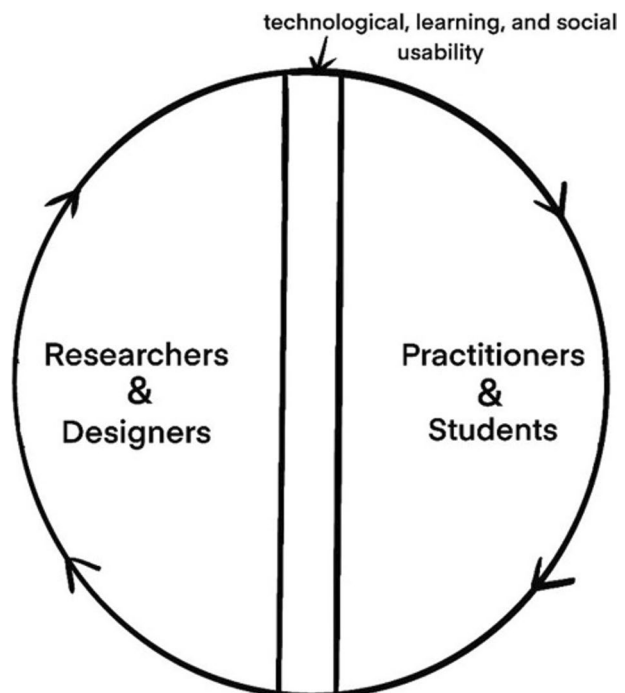 technological, learning, and social
usability
Researchers
&
Designers
Practitioners
&
Students